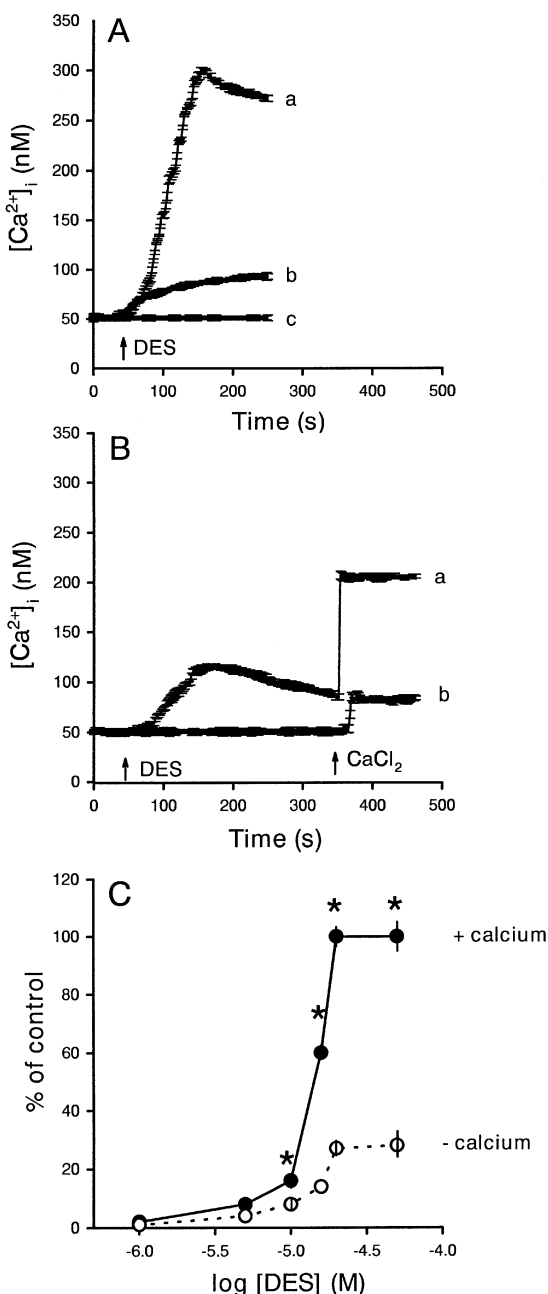 A
350
300
250
200
150
100
50
0
[Ca²⁺]ᵢ (nM)
a
b
c
DES
0 100 200 300 400 500
Time (s)
B
350
300
250
200
150
100
50
0
[Ca²⁺]ᵢ (nM)
a
b
DES
CaCl₂
0 100 200 300 400 500
Time (s)
C
120
100
80
60
40
20
0
% of control
* * * *
+ calcium
- calcium
-6.0 -5.5 -5.0 -4.5 -4.0
log [DES] (M)